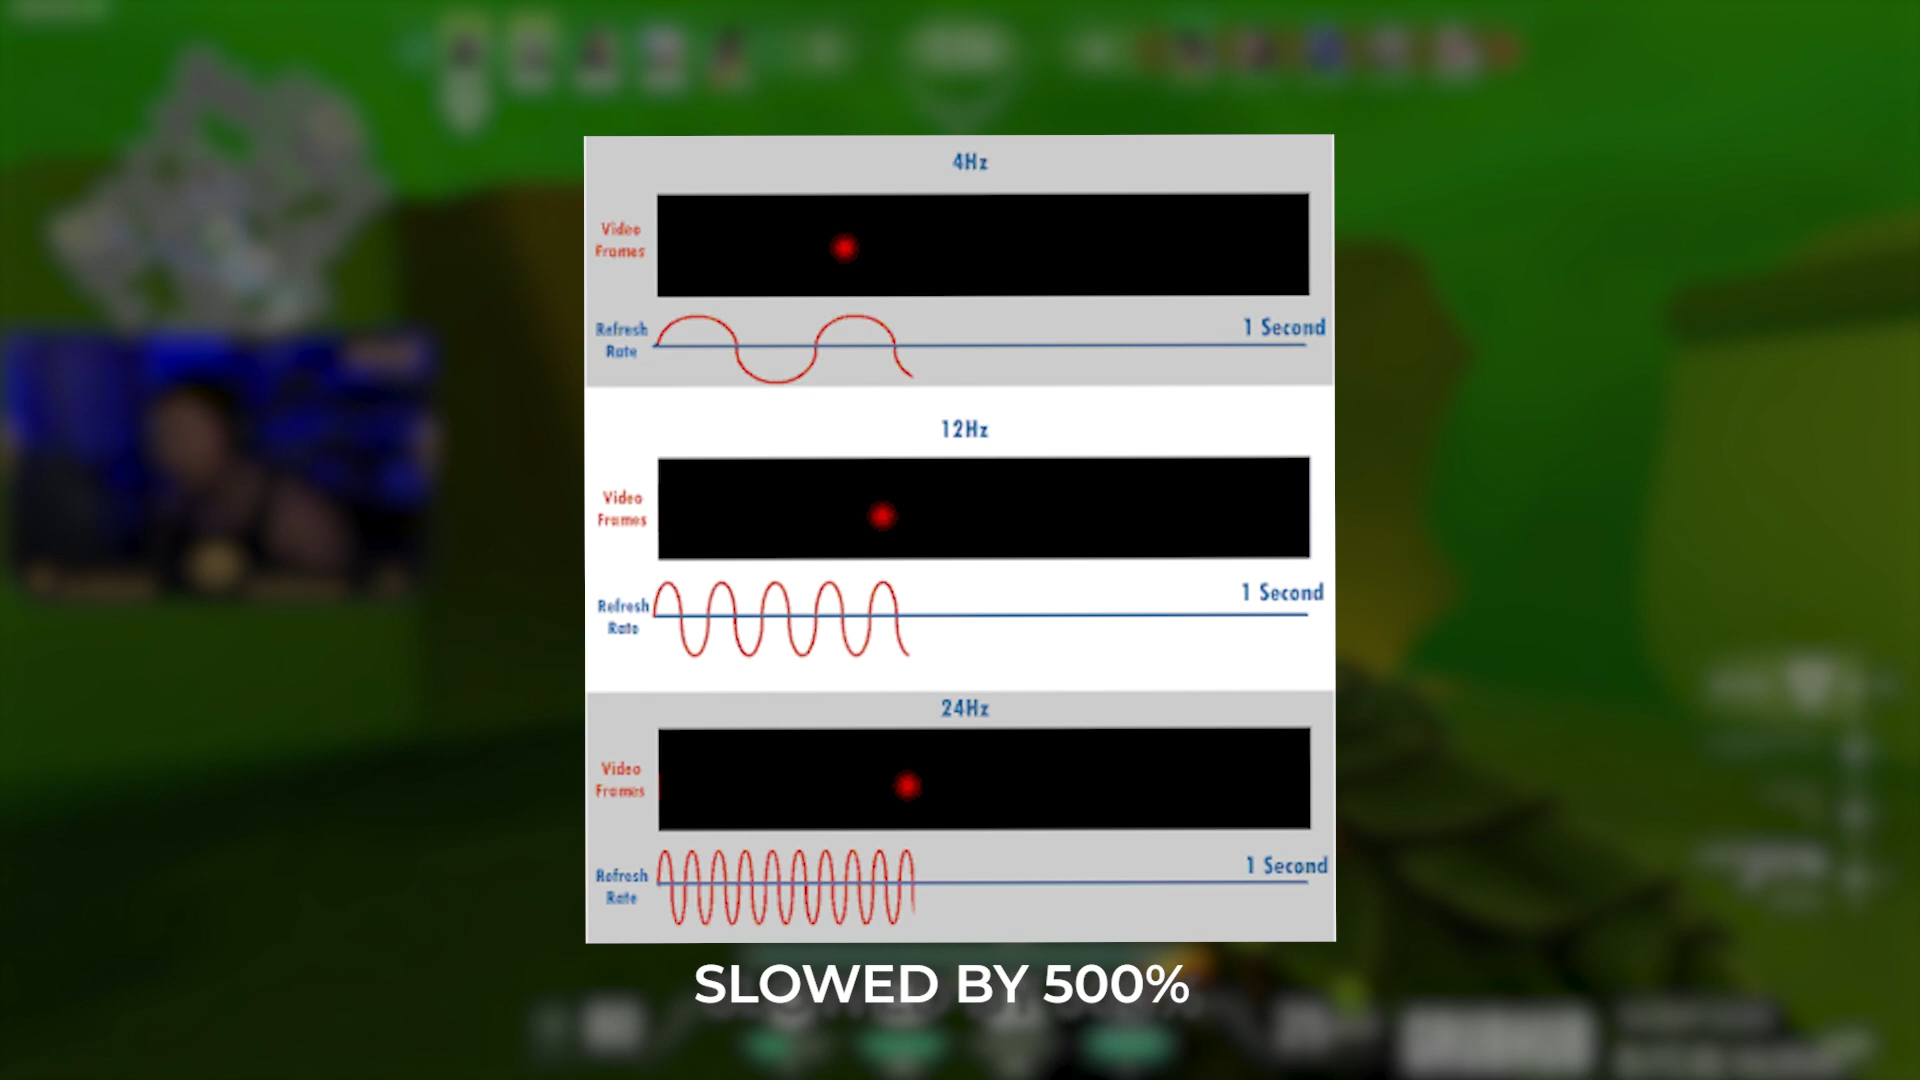 4Hz
Video
Frames
Refresh
Rate
1 Second
12Hz
Video
Frames
Refresh
Rate
1 Second
24Hz
Video
Frames
Refresh
Rate
1 Second
SLOWED BY 500%